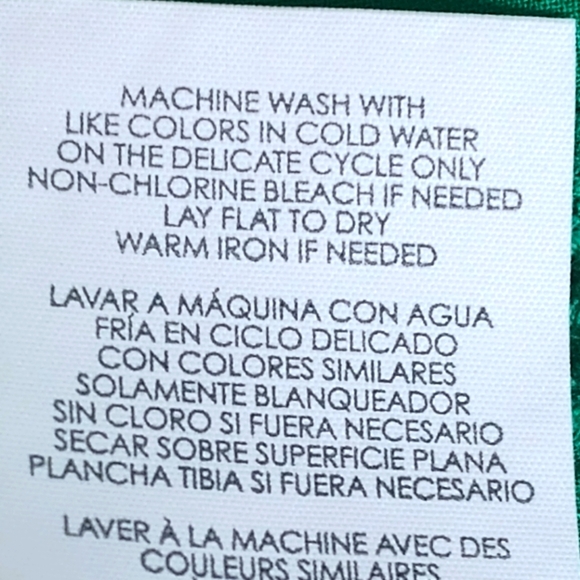 MACHINE WASH WITH
LIKE COLORS IN COLD WATER
ON THE DELICATE CYCLE ONLY
NON-CHLORINE BLEACH IF NEEDED
LAY FLAT TO DRY
WARM IRON IF NEEDED
LAVAR A MÁQUINA CON AGUA
FRÍA EN CICLO DELICADO
CON COLORES SIMILARES
SOLAMENTE BLANQUEADOR
SIN CLORO SI FUERA NECESARIO
SECAR SOBRE SUPERFICIE PLANA
PLANCHA TIBIA SI FUERA NECESARIO
LAVER À LA MACHINE AVEC DES
COULEURS SIMILAIRES